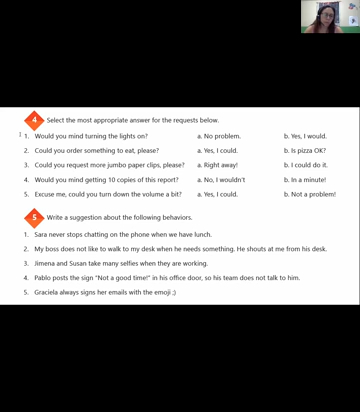 4 Select the most appropriate answer for the requests below.
1. Would you mind turning the lights on? a. No problem. b. Yes, I would.
2. Could you order something to eat, please? a. Yes, I could. b. Is pizza OK?
3. Could you request more jumbo paper clips, please? a. Right away! b. I could do it.
4. Would you mind getting 10 copies of this report? a. No, I wouldn't b. In a minute!
5. Excuse me, could you turn down the volume a bit? a. Yes, I could. b. Not a problem!
5 Write a suggestion about the following behaviors.
1. Sara never stops chatting on the phone when we have lunch.
2. My boss does not like to walk to my desk when he needs something. He shouts at me from his desk.
3. Jimena and Susan take many selfies when they are working.
4. Pablo posts the sign "Not a good time!" in his office door, so his team does not talk to him.
5. Graciela always signs her emails with the emoji ;)